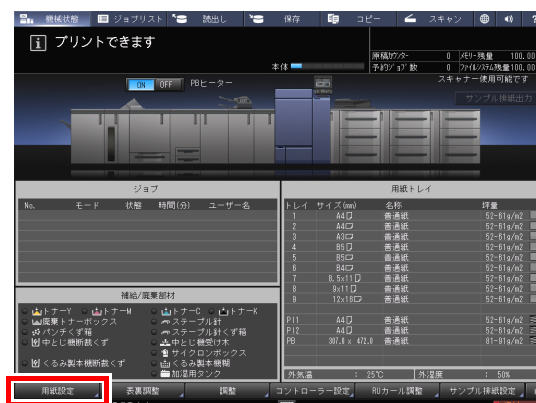 機械状態 ジョブリスト 読出し 保存 コピー スキャン
プリントできます
原稿カウンター 0 メモリー残量 100.00
本体 予約ジョブ数 0 ファイルシステム残量100.00
スキャナー使用可能です
ON OFF PBヒーター
サンプル排紙出力
ジョブ
No. モード 状態 時間(分) ユーザー名
用紙トレイ
トレイ サイズ(mm) 名称 坪量
1 A4 普通紙 52-61g/m2
2 A4 普通紙 52-61g/m2
3 A3 普通紙 52-61g/m2
4 B5 普通紙 52-61g/m2
5 B5 普通紙 52-61g/m2
6 B4 普通紙 52-61g/m2
7 8.5x11 普通紙 52-61g/m2
8 9x11 普通紙 52-61g/m2
9 12x18 普通紙 52-61g/m2
PI1 A4 普通紙 52-61g/m2
PI2 A4 普通紙 52-61g/m2
PB 307.8 x 472.0 普通紙 81-91g/m2
補給/廃棄部材
トナーY トナーM トナーC トナーK
廃棄トナーボックス ステープル針
パンチくず箱 ステープル針くず箱
中とじ機断裁くず 中とじ機受け木
サイクロンボックス
くるみ製本機断裁くず くるみ製本機糊
加湿用タンク
外気温 : 25℃ 外湿度 : 50%
用紙設定 表裏調整 調整 コントローラー設定 RUカール調整 サンプル排紙設定